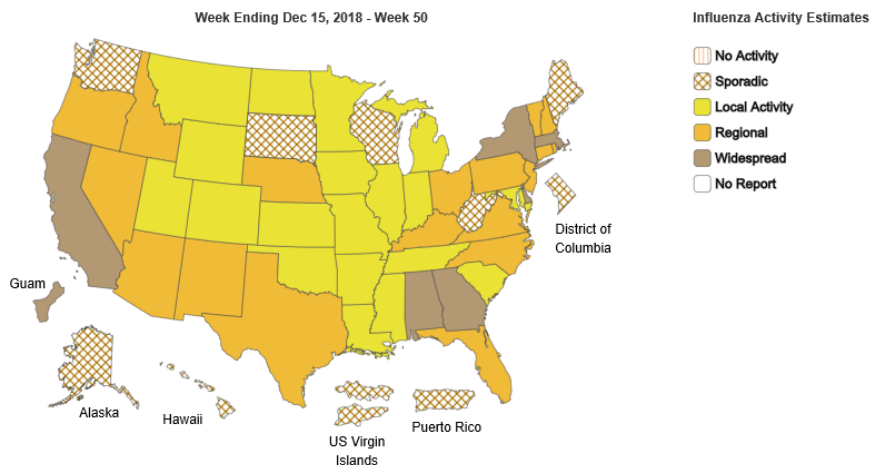 Week Ending Dec 15, 2018 - Week 50
Influenza Activity Estimates
No Activity
Sporadic
Local Activity
Regional
Widespread
No Report
District of
Columbia
Guam
Alaska
Hawaii
US Virgin
Islands
Puerto Rico